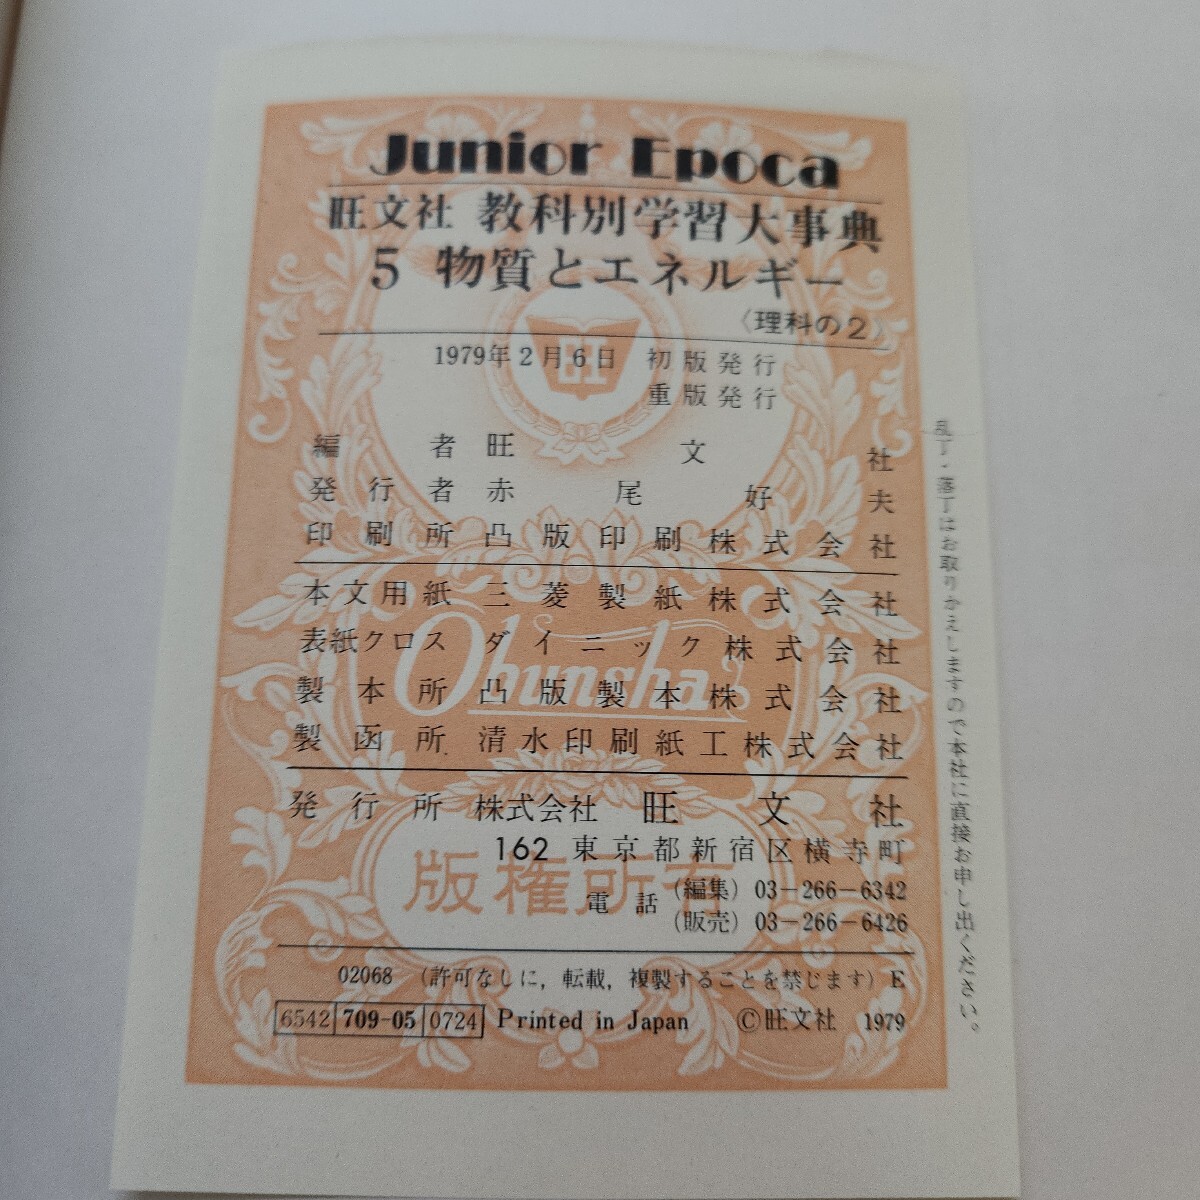 Junior Epoca
旺文社 教科別学習大事典
5 物質とエネルギー
〈理科の2〉
1979年2月6日 初版発行
重版発行
編者 旺文社
発行者 赤尾好夫
印刷所 凸版印刷株式会社
本文用紙 三菱製紙株式会社
表紙クロス ダイニック株式会社
製本所 凸版製本株式会社
製函所 清水印刷紙工株式会社
Obunsha
発行所 株式会社 旺文社
162 東京都新宿区横寺町
電話 (編集) 03-266-6342
(販売) 03-266-6426
版権所有
02068 (許可なしに,転載,複製することを禁じます) E
6542 709-05 0724 Printed in Japan ©旺文社 1979
乱丁・落丁はお取りかえしますので本社に直接お申し出ください。